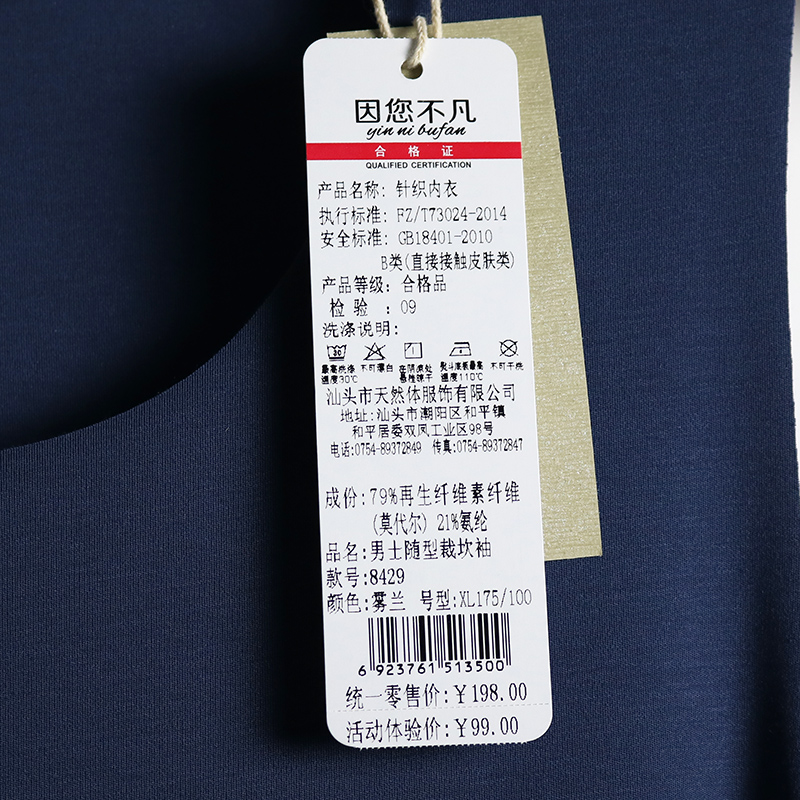 因您不凡
yin ni bufan
合格证
QUALIFIED CERTIFICATION
产品名称: 针织内衣
执行标准: FZ/T73024-2014
安全标准: GB18401-2010
B类(直接接触皮肤类)
产品等级: 合格品
检 验 : 09
洗涤说明:
30
最高洗涤温度30℃
不可漂白
在阴凉处悬挂晾干
熨斗底板最高温度110℃
不可干洗
汕头市天然体服饰有限公司
地址:汕头市潮阳区和平镇
和平居委双凤工业区98号
电话:0754-89372849 传真:0754-89372847
成份:79%再生纤维素纤维
(莫代尔) 21%氨纶
品名:男士随型裁坎袖
款号:8429
颜色:雾兰 号型:XL175/100
6 923761 513500
统一零售价:¥198.00
活动体验价:¥99.00